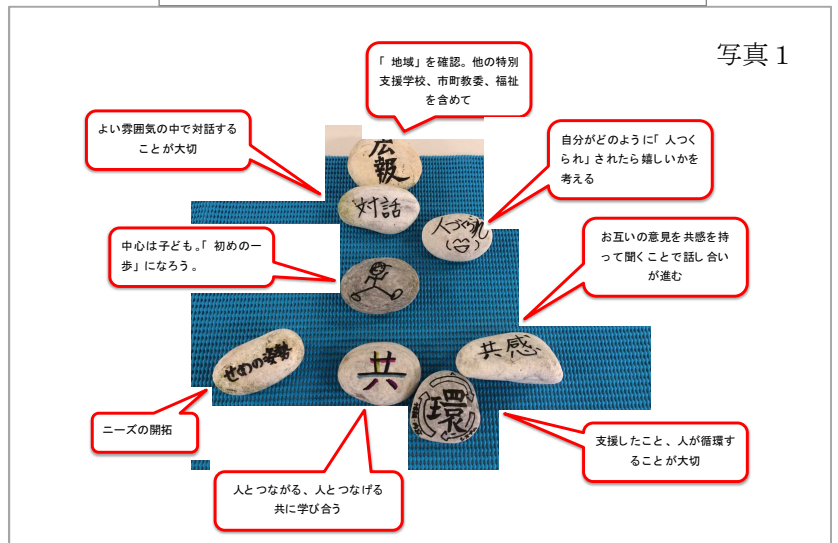 写真１
「地域」を確認。他の特別
支援学校、市町教委、福祉
を含めて
よい雰囲気の中で対話する
ことが大切
自分がどのように「人つく
られ」されたら嬉しいかを
考える
広報
対話
人づくられ
中心は子ども。「初めの一
歩」になろう。
お互いの意見を共感を持
って聞くことで話し合い
が進む
せめの姿勢
共
共感
環
ニーズの開拓
支援したこと、人が循環す
ることが大切
人とつながる、人とつなげる
共に学び合う